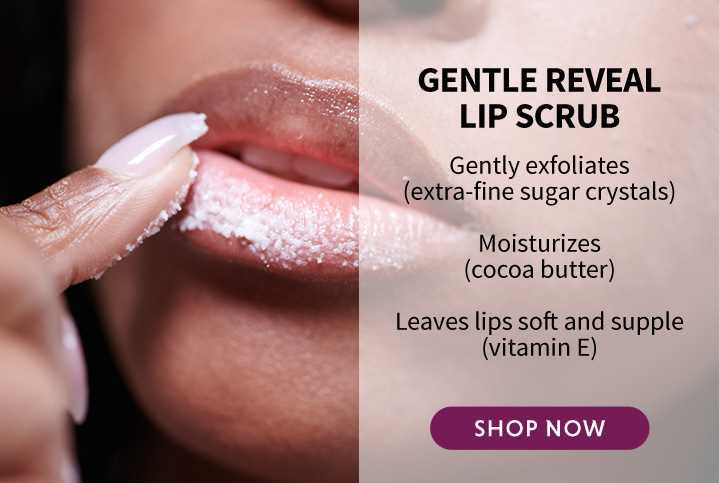 GENTLE REVEAL
LIP SCRUB
Gently exfoliates
(extra-fine sugar crystals)
Moisturizes
(cocoa butter)
Leaves lips soft and supple
(vitamin E)
SHOP NOW